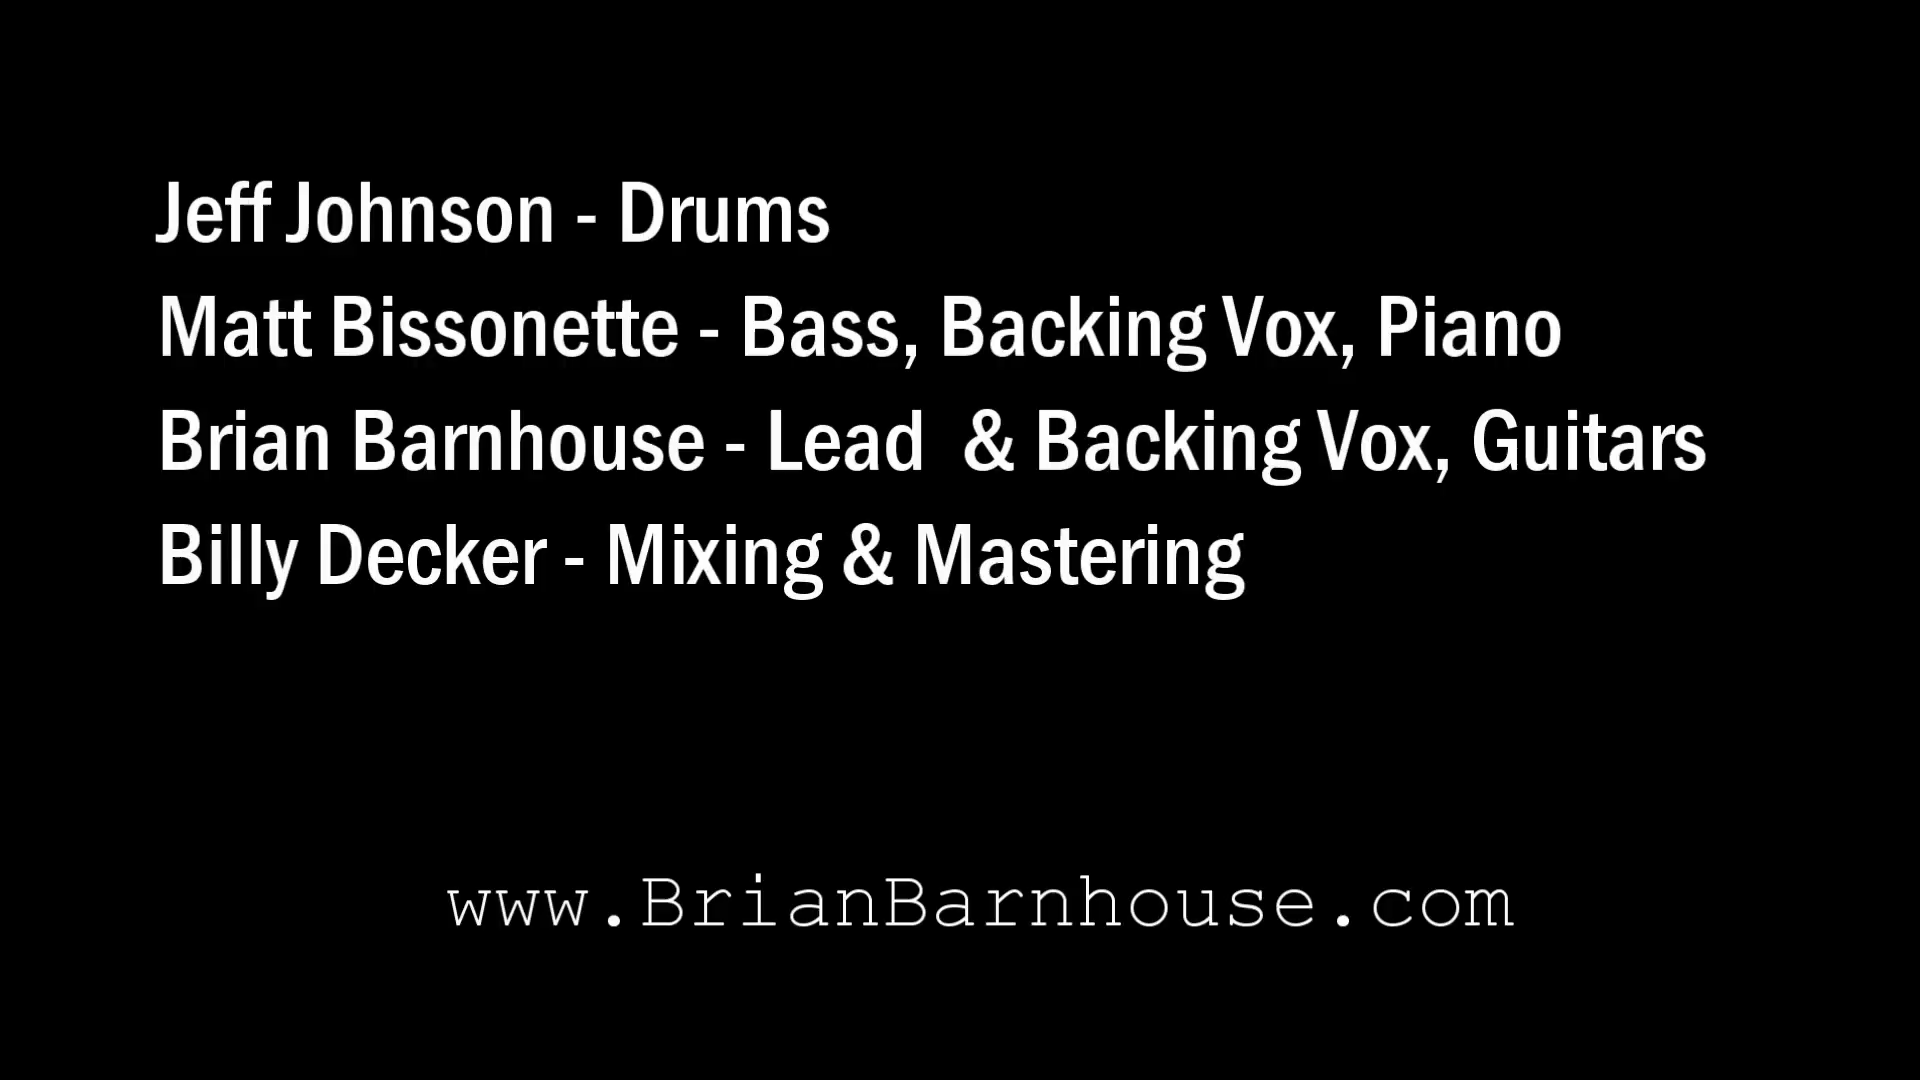 Jeff Johnson - Drums
Matt Bissonette - Bass, Backing Vox, Piano
Brian Barnhouse - Lead  & Backing Vox, Guitars
Billy Decker - Mixing & Mastering
www.BrianBarnhouse.com